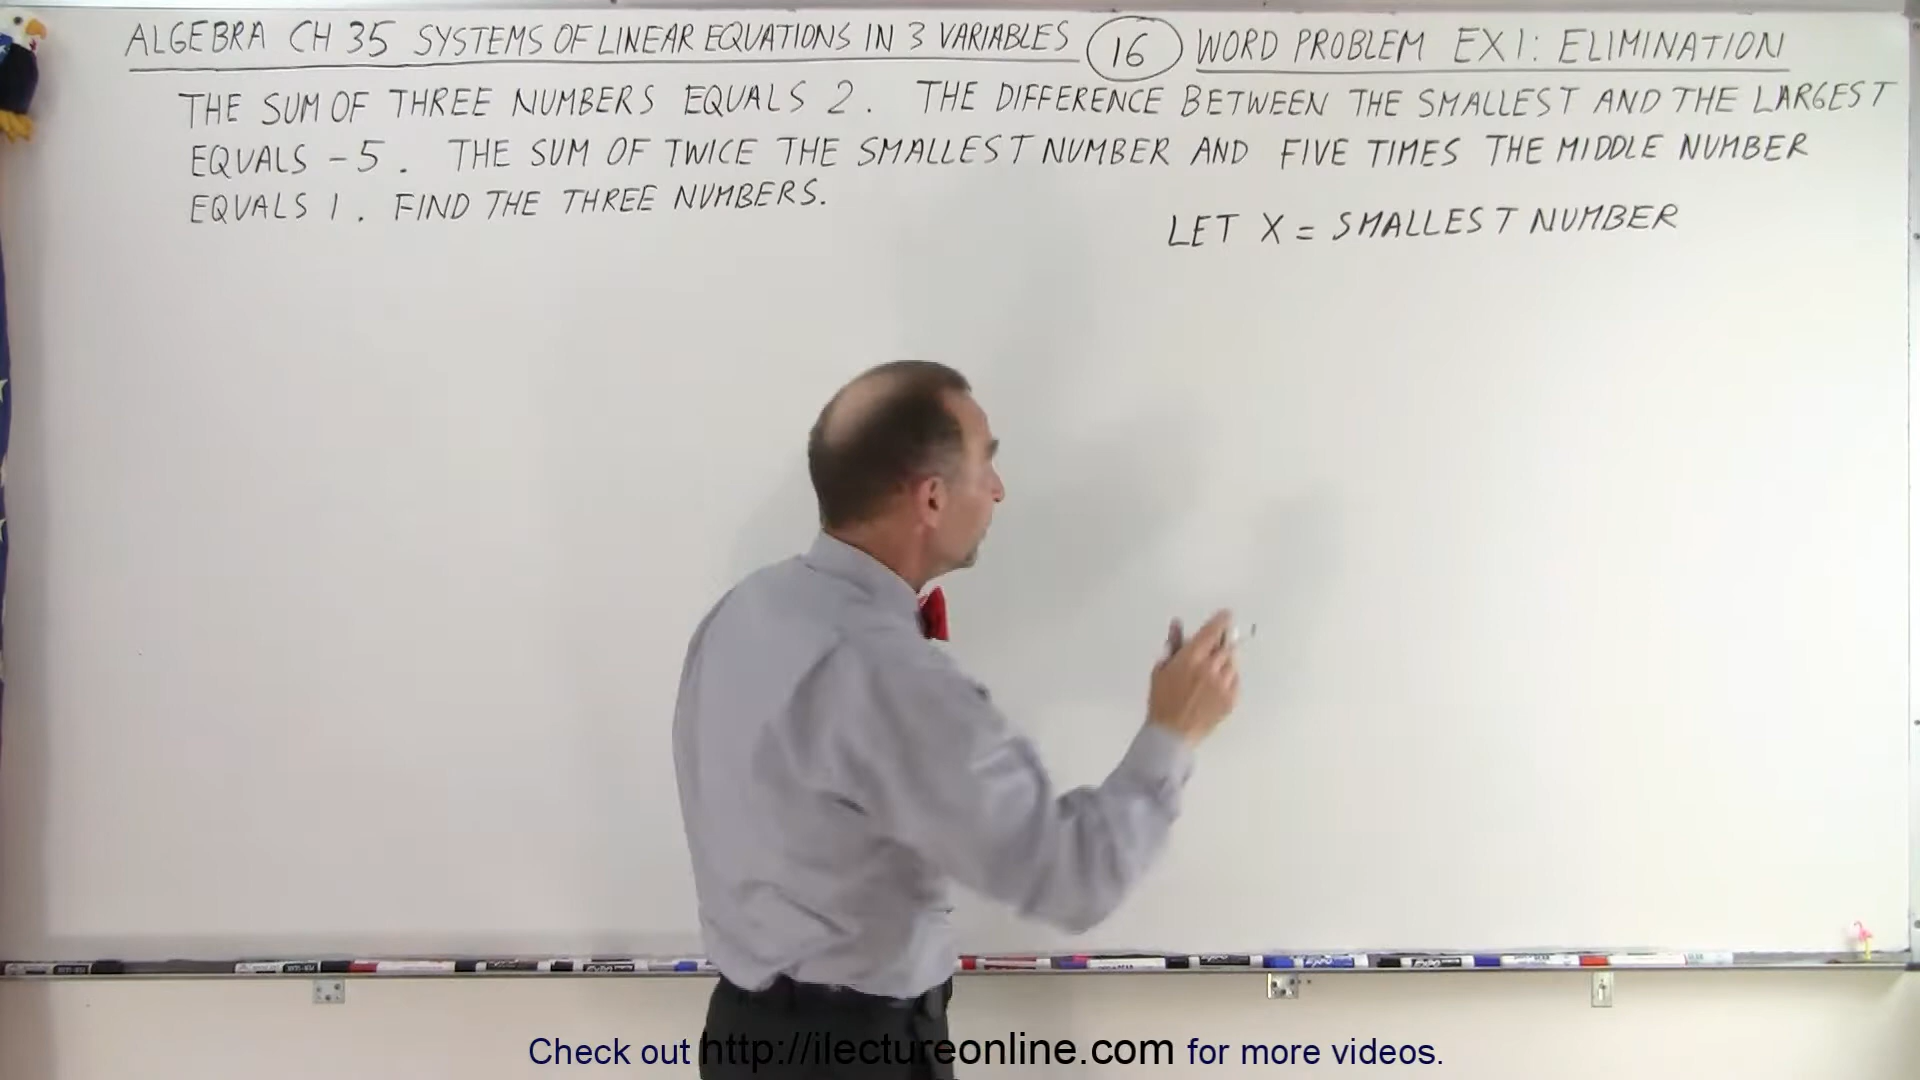 ALGEBRA CH 35 SYSTEMS OF LINEAR EQUATIONS IN 3 VARIABLES 16 WORD PROBLEM EX 1: ELIMINATION
THE SUM OF THREE NUMBERS EQUALS 2. THE DIFFERENCE BETWEEN THE SMALLEST AND THE LARGEST
EQUALS -5. THE SUM OF TWICE THE SMALLEST NUMBER AND FIVE TIMES THE MIDDLE NUMBER
EQUALS 1. FIND THE THREE NUMBERS.
LET X = SMALLEST NUMBER
Check out http://ilectureonline.com for more videos.